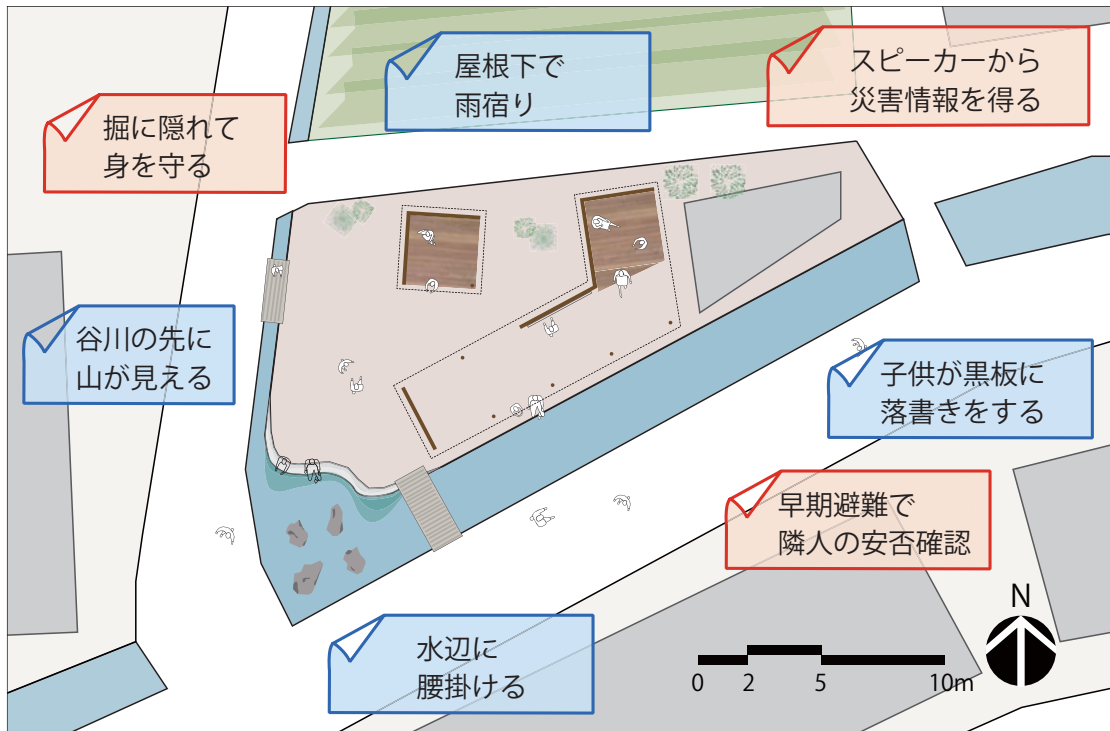 屋根下で
雨宿り
スピーカーから
災害情報を得る
掘に隠れて
身を守る
谷川の先に
山が見える
子供が黒板に
落書きをする
早期避難で
隣人の安否確認
水辺に
腰掛ける
N
0 2 5 10m